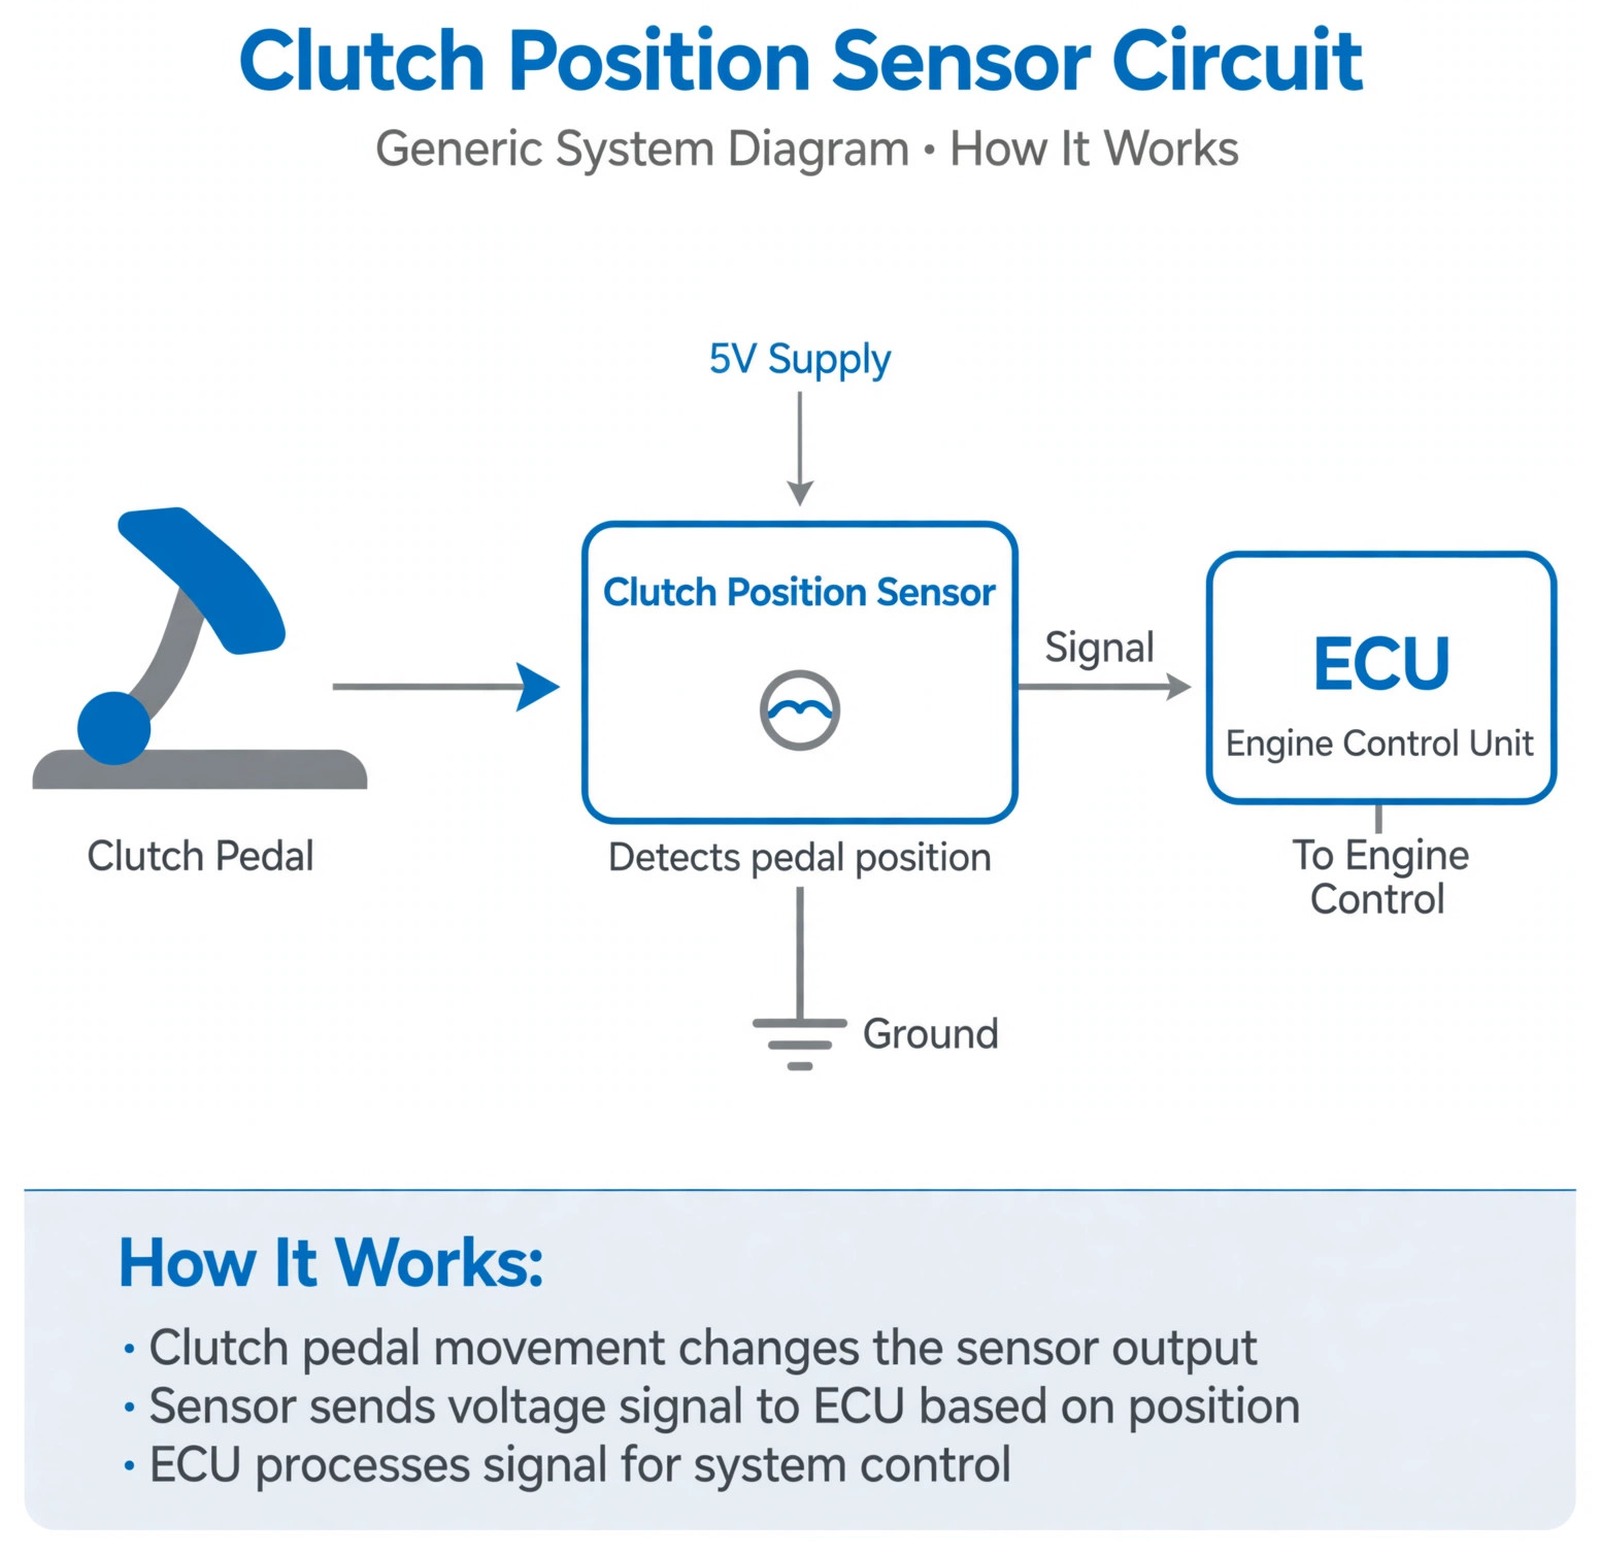 Clutch Position Sensor Circuit
Generic System Diagram • How It Works
5V Supply
Clutch Position Sensor
Signal
ECU
Engine Control Unit
Clutch Pedal
Detects pedal position
To Engine
Control
Ground
How It Works:
• Clutch pedal movement changes the sensor output
• Sensor sends voltage signal to ECU based on position
• ECU processes signal for system control